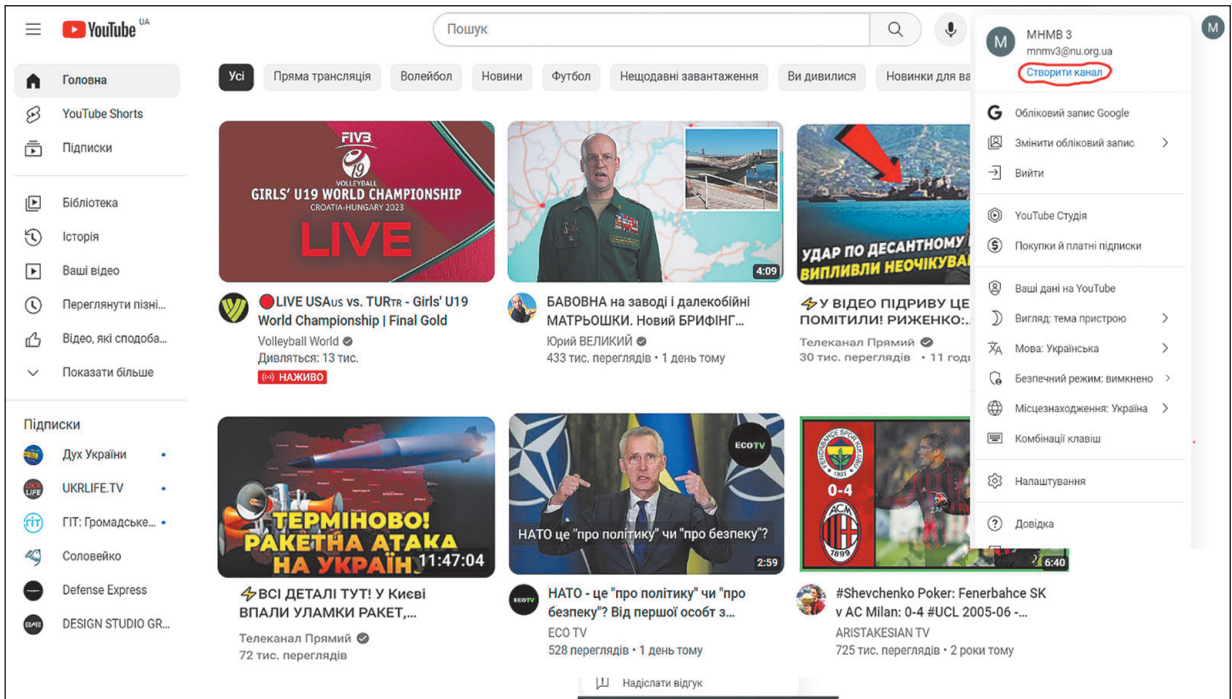 YouTube UA
Пошук
M
M
МНМВ 3
mnmv3@nu.org.ua
Створити канал
Обліковий запис Google
Змінити обліковий запис
Вийти
YouTube Студія
Покупки й платні підписки
Ваші дані на YouTube
Вигляд: тема пристрою
Мова: Українська
Безпечний режим: вимкнено
Місцезнаходження: Україна
Комбінації клавіш
Налаштування
Довідка
Головна
YouTube Shorts
Підписки
Бібліотека
Історія
Ваші відео
Переглянути пізні...
Відео, які сподоба...
Показати більше
Підписки
Дух України
UKRLIFE.TV
ГІТ: Громадське...
Соловейко
Defense Express
DESIGN STUDIO GR...
Усі
Пряма трансляція
Волейбол
Новини
Футбол
Нещодавні завантаження
Ви дивилися
Новинки для ва
FIVB
VOLLEYBALL
GIRLS' U19 WORLD CHAMPIONSHIP
CROATIA-HUNGARY 2023
LIVE
LIVE USAUS vs. TURTR - Girls' U19
World Championship | Final Gold
Volleyball World
Дивляться: 13 тис.
НАЖИВО
4:09
БАВОВНА на заводі і далекобійні
МАТРЬОШКИ. Новий БРИФІНГ...
Юрий ВЕЛИКИЙ
433 тис. переглядів • 1 день тому
УДАР ПО ДЕСАНТНОМУ
ВИПЛИВЛИ НЕОЧІКУВА
У ВІДЕО ПІДРИВУ ЦЕ
ПОМІТИЛИ! РИЖЕНКО:..
Телеканал Прямий
30 тис. переглядів • 11 годи
ТЕРМІНОВО!
РАКЕТНА АТАКА
НА УКРАЇН
11:47:04
ВСІ ДЕТАЛІ ТУТ! У Києві
ВПАЛИ УЛАМКИ РАКЕТ,...
Телеканал Прямий
72 тис. переглядів
ECOTV
НАТО це "про політику" чи "про безпеку"?
2:59
ECOTV
НАТО - це "про політику" чи "про
безпеку"? Від першої особт з...
ECO TV
528 переглядів • 1 день тому
FENERBAHÇE SPOR KULÜBÜ
1907
0-4
ACM
1899
6:40
#Shevchenko Poker: Fenerbahce SK
v AC Milan: 0-4 #UCL 2005-06 -...
ARISTAKESIAN TV
725 тис. переглядів • 2 роки тому
Надіслати відгук